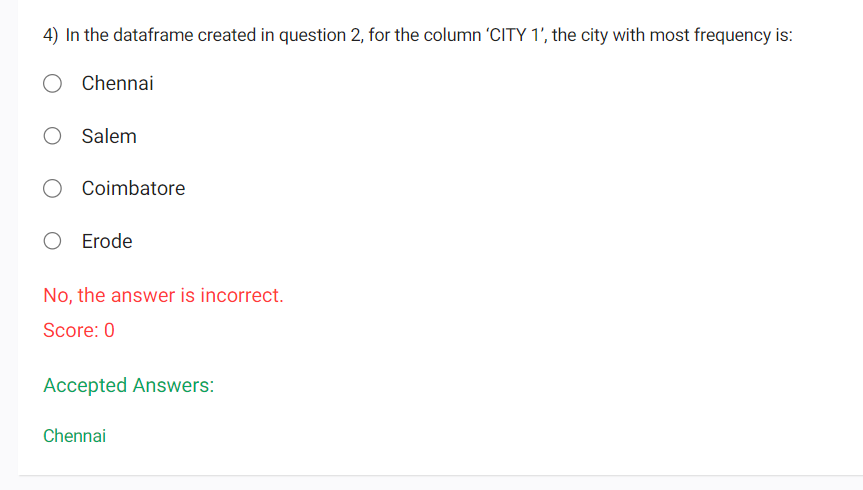 4) In the dataframe created in question 2, for the column ‘CITY 1’, the city with most frequency is:
Chennai
Salem
Coimbatore
Erode
No, the answer is incorrect.
Score: 0
Accepted Answers:
Chennai